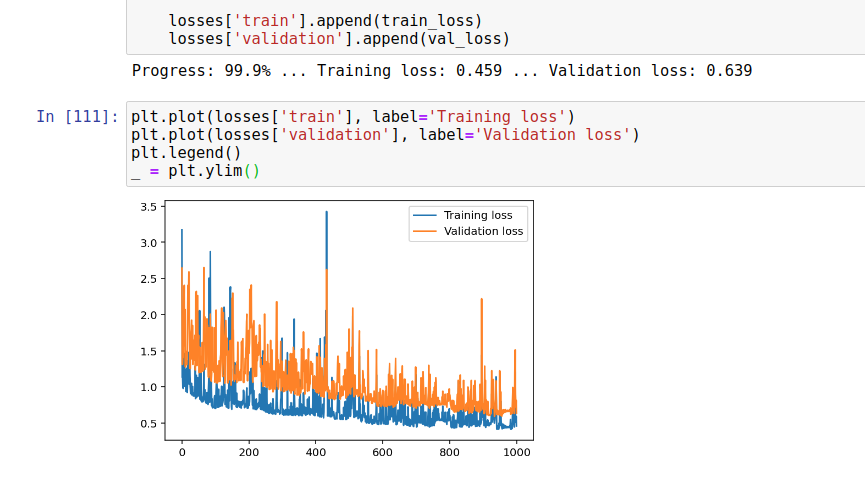 losses['train'].append(train_loss)
losses['validation'].append(val_loss)
Progress: 99.9% ... Training loss: 0.459 ... Validation loss: 0.639
In [111]:
plt.plot(losses['train'], label='Training loss')
plt.plot(losses['validation'], label='Validation loss')
plt.legend()
_ = plt.ylim()
Training loss
Validation loss
3.5
3.0
2.5
2.0
1.5
1.0
0.5
0 200 400 600 800 1000